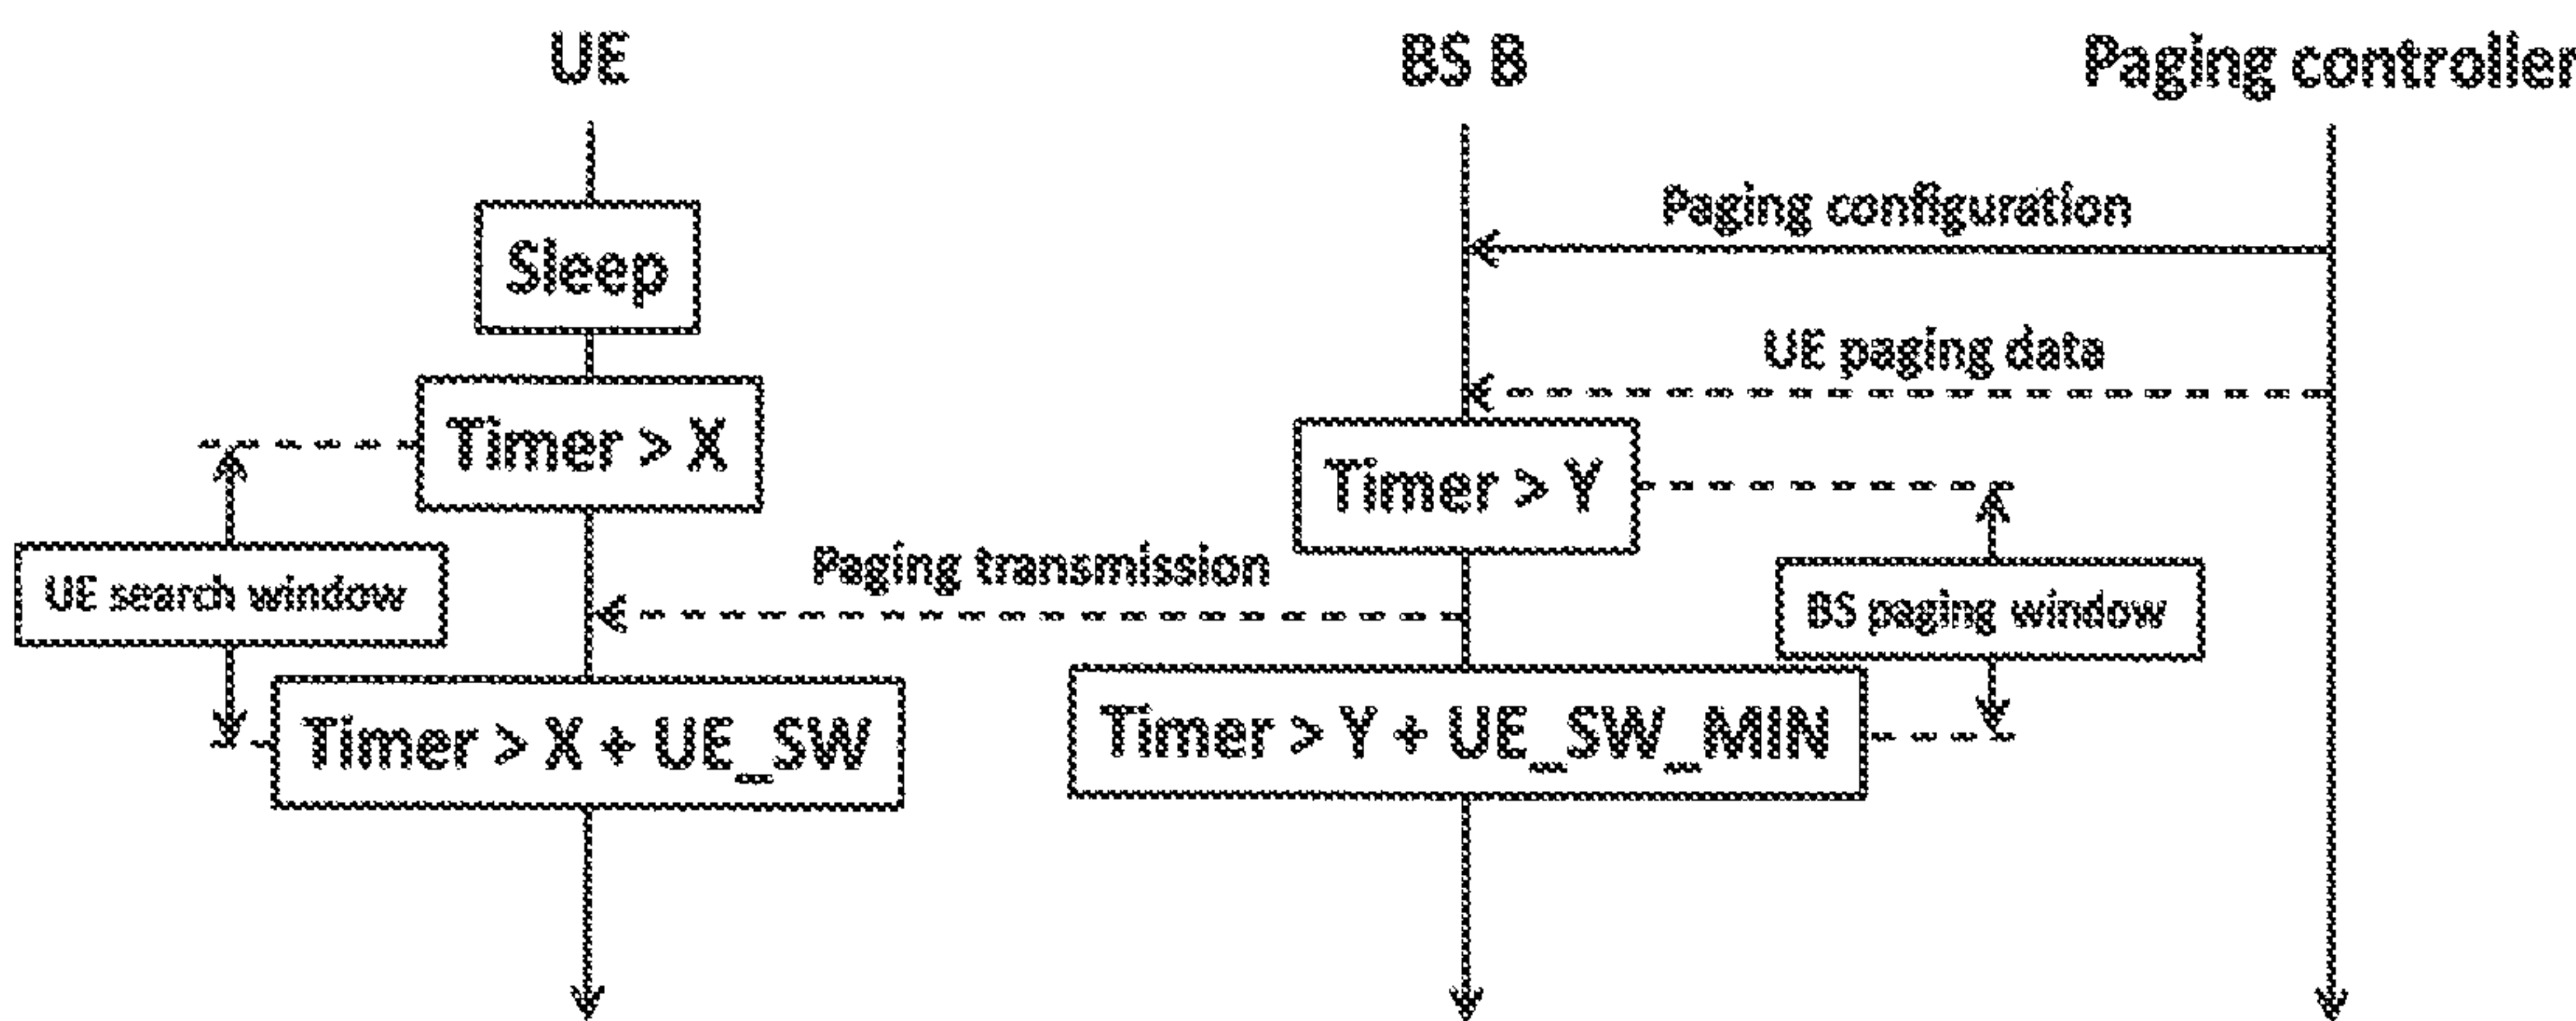 UE
BS B
Paging controller
Paging configuration
Sleep
UE paging data
Timer > X
Timer > Y
Paging transmission
UE search window
BS paging window
Timer > X + UE_SW
Timer > Y + UE_SW_MIN